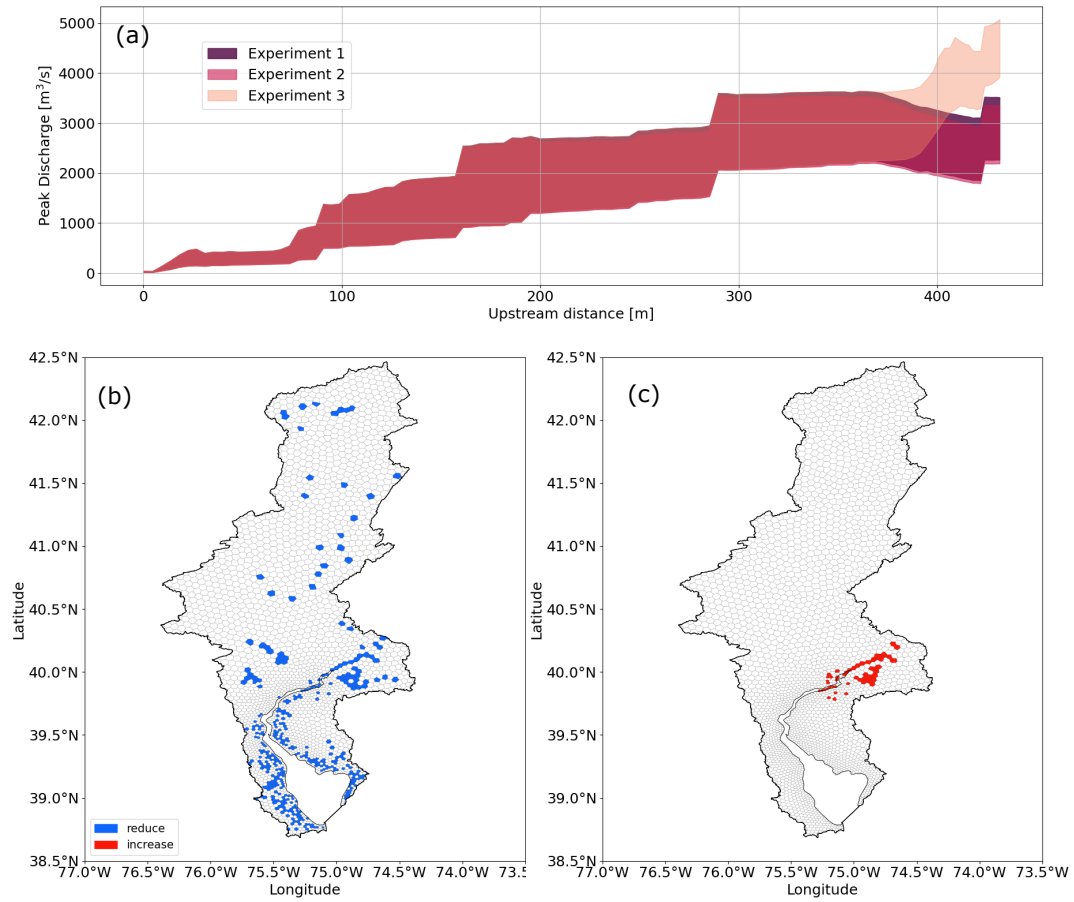 (a)
Experiment 1
Experiment 2
Experiment 3
Peak Discharge [m³/s]
5000
4000
3000
2000
1000
0
0 100 200 300 400
Upstream distance [m]
(b)
Latitude
42.5°N
42.0°N
41.5°N
41.0°N
40.5°N
40.0°N
39.5°N
39.0°N
38.5°N
reduce
increase
77.0°W 76.5°W 76.0°W 75.5°W 75.0°W 74.5°W 74.0°W 73.5
Longitude
(c)
Latitude
42.5°N
42.0°N
41.5°N
41.0°N
40.5°N
40.0°N
39.5°N
39.0°N
38.5°N
77.0°W 76.5°W 76.0°W 75.5°W 75.0°W 74.5°W 74.0°W 73.5°W
Longitude